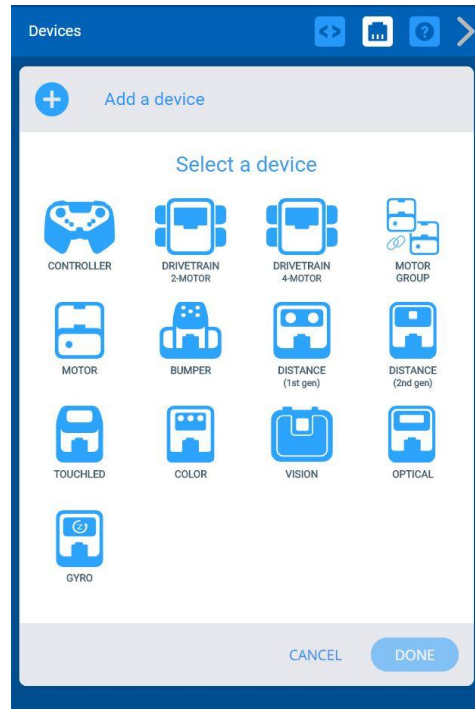 Devices
Add a device
Select a device
CONTROLLER
DRIVETRAIN
2-MOTOR
DRIVETRAIN
4-MOTOR
MOTOR
GROUP
MOTOR
BUMPER
DISTANCE
(1st gen)
DISTANCE
(2nd gen)
TOUCHLED
COLOR
VISION
OPTICAL
GYRO
CANCEL
DONE